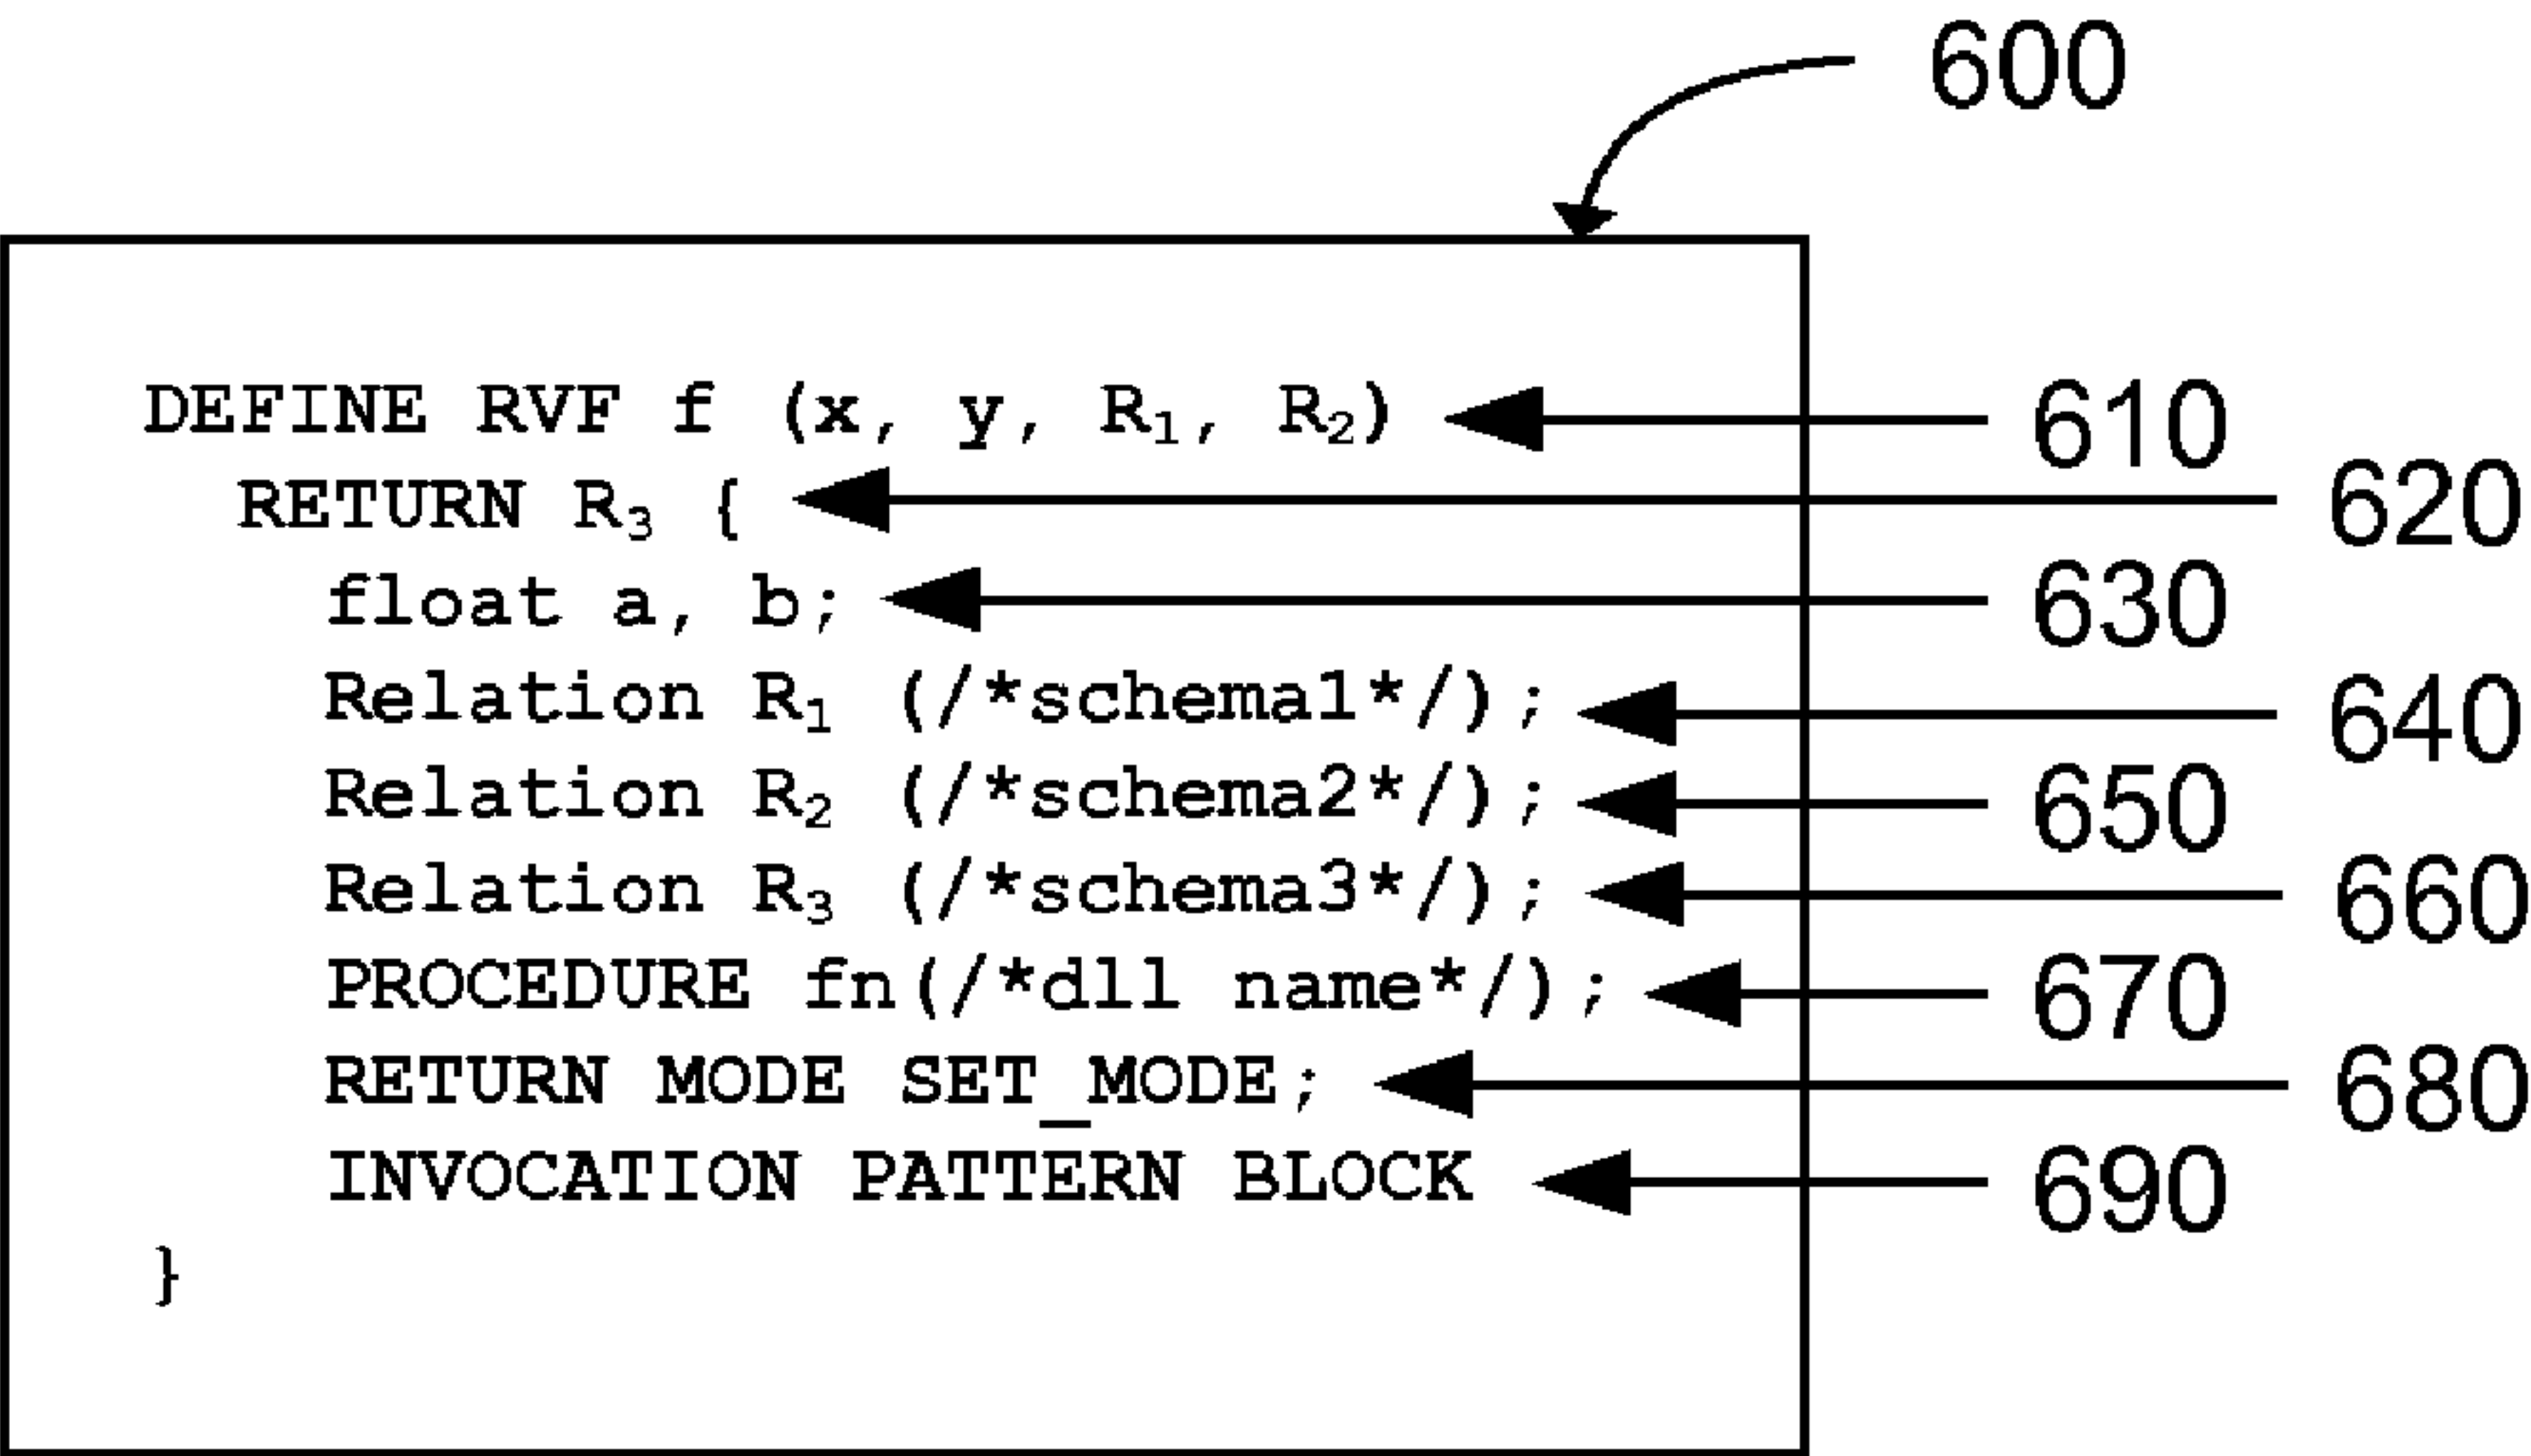 600
DEFINE RVF f (x, y, R₁, R₂) 610
RETURN R₃ { 620
float a, b; 630
Relation R₁ (/*schema1*/); 640
Relation R₂ (/*schema2*/); 650
Relation R₃ (/*schema3*/); 660
PROCEDURE fn(/*dll name*/); 670
RETURN MODE SET_MODE; 680
INVOCATION PATTERN BLOCK 690
}